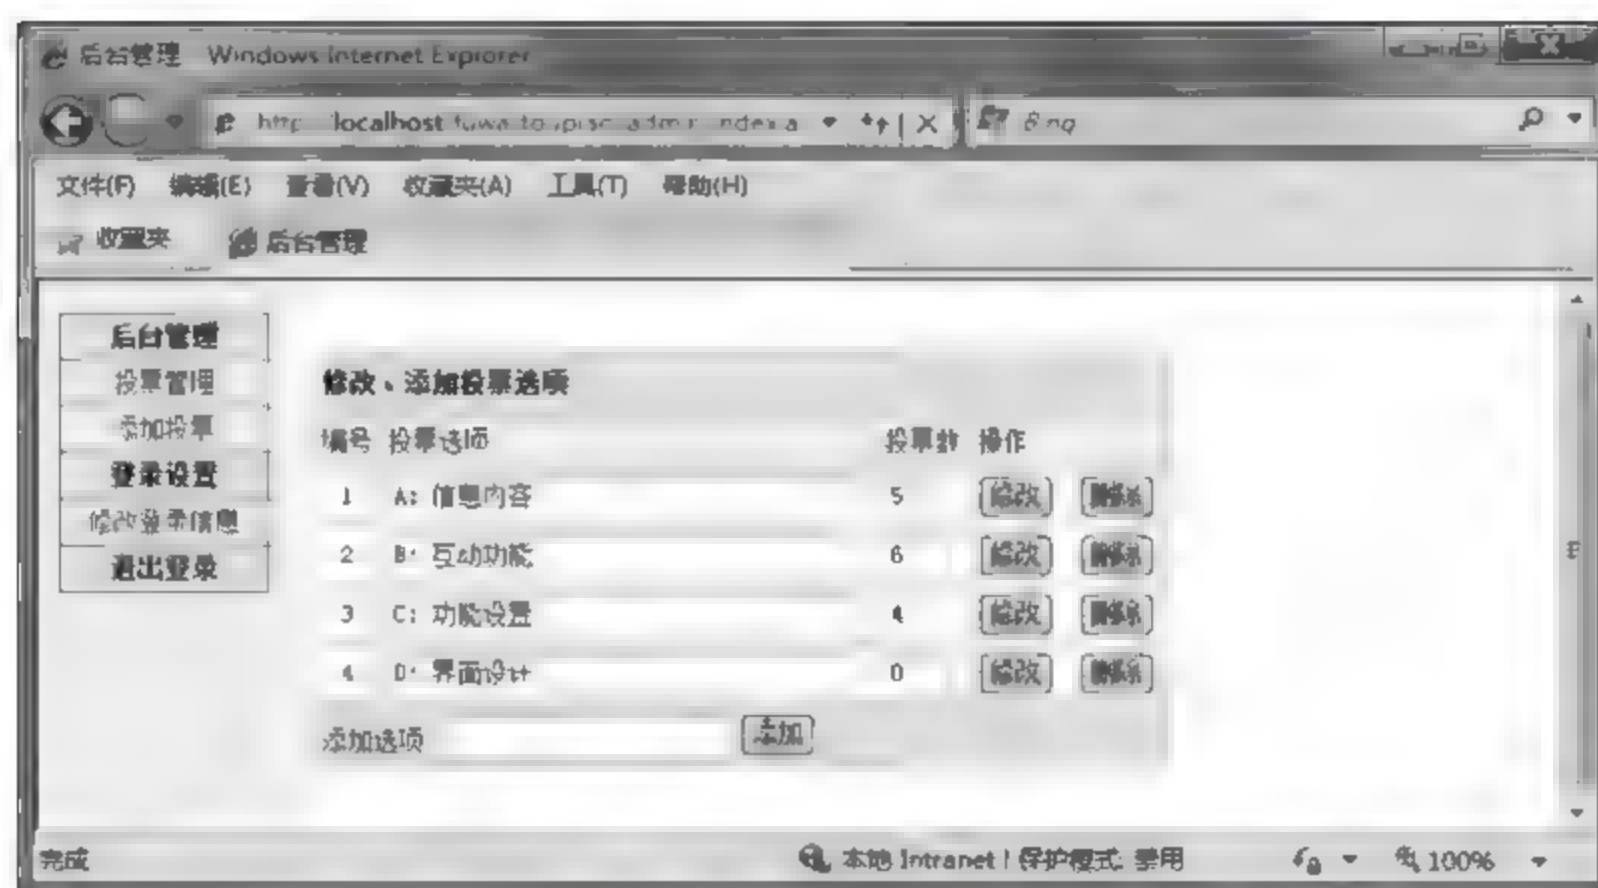 后台管理 Windows Internet Explorer
http localhost Bing
文件(F) 编辑(E) 查看(V) 收藏夹(A) 工具(T) 帮助(H)
收藏夹 后台管理
后台管理
投票管理
添加投票
登录设置
修改登录信息
退出登录
修改、添加投票选项
编号 投票选项 投票数 操作
1 A: 信息内容 5 修改 删除
2 B: 互动功能 6 修改 删除
3 C: 功能设置 4 修改 删除
4 D: 界面设计 0 修改 删除
添加选项 添加
完成 本地 Intranet | 保护模式: 禁用 100%